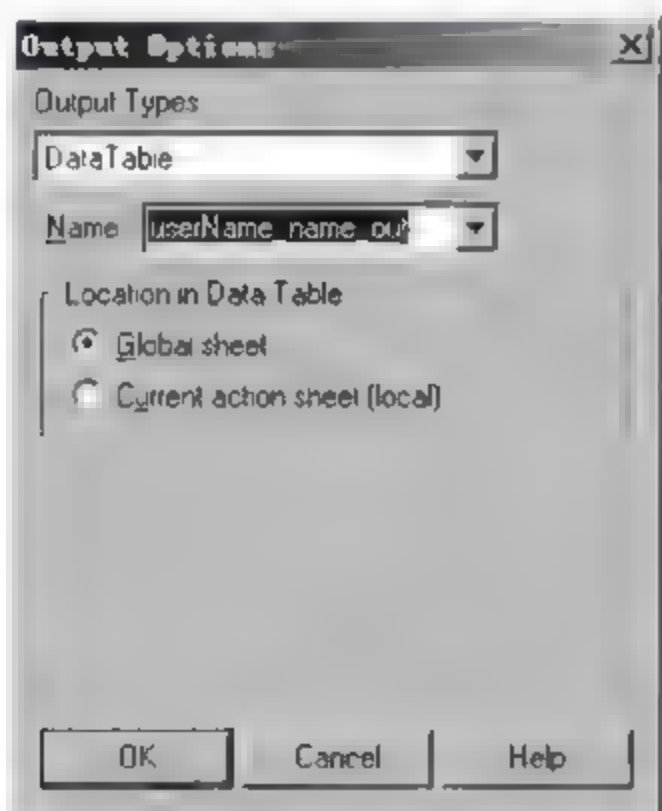 Output Options
Output Types
DataTable
Name userName_name_out
Location in Data Table
Global sheet
Current action sheet (local)
OK Cancel Help